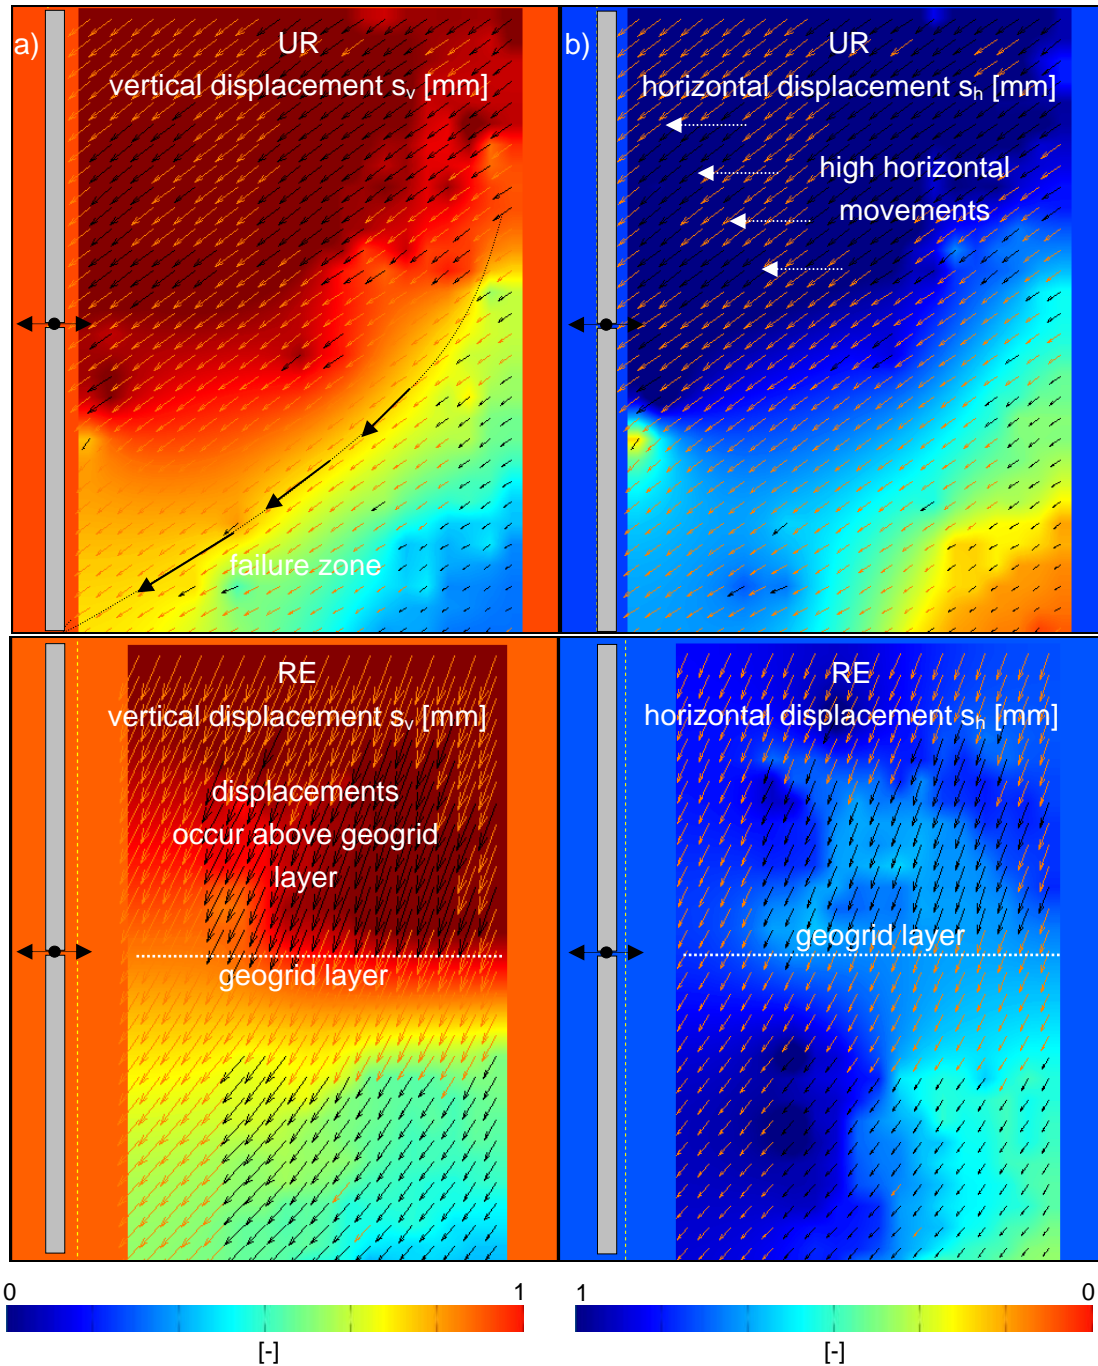 a)
UR
vertical displacement sᵥ [mm]
failure zone
b)
UR
horizontal displacement sₕ [mm]
high horizontal
movements
RE
vertical displacement sᵥ [mm]
displacements
occur above geogrid
layer
geogrid layer
RE
horizontal displacement sₕ [mm]
geogrid layer
0
1
[-]
1
0
[-]